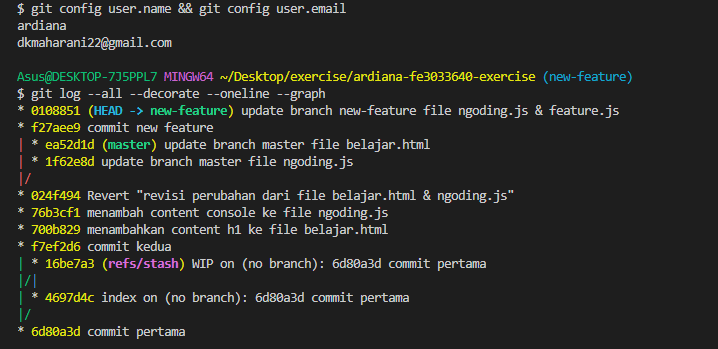 $ git config user.name && git config user.email
ardiana
dkmaharani22@gmail.com
Asus@DESKTOP-7J5PPL7 MINGW64 ~/Desktop/exercise/ardiana-fe3033640-exercise (new-feature)
$ git log --all --decorate --oneline --graph
* 0108851 (HEAD -> new-feature) update branch new-feature file ngoding.js & feature.js
* f27aee9 commit new feature
| * ea52d1d (master) update branch master file belajar.html
| * 1f62e8d update branch master file ngoding.js
|/
* 024f494 Revert "revisi perubahan dari file belajar.html & ngoding.js"
* 76b3cf1 menambah content console ke file ngoding.js
* 700b829 menambahkan content h1 ke file belajar.html
* f7ef2d6 commit kedua
| * 16be7a3 (refs/stash) WIP on (no branch): 6d80a3d commit pertama
|/|
| * 4697d4c index on (no branch): 6d80a3d commit pertama
|/
* 6d80a3d commit pertama